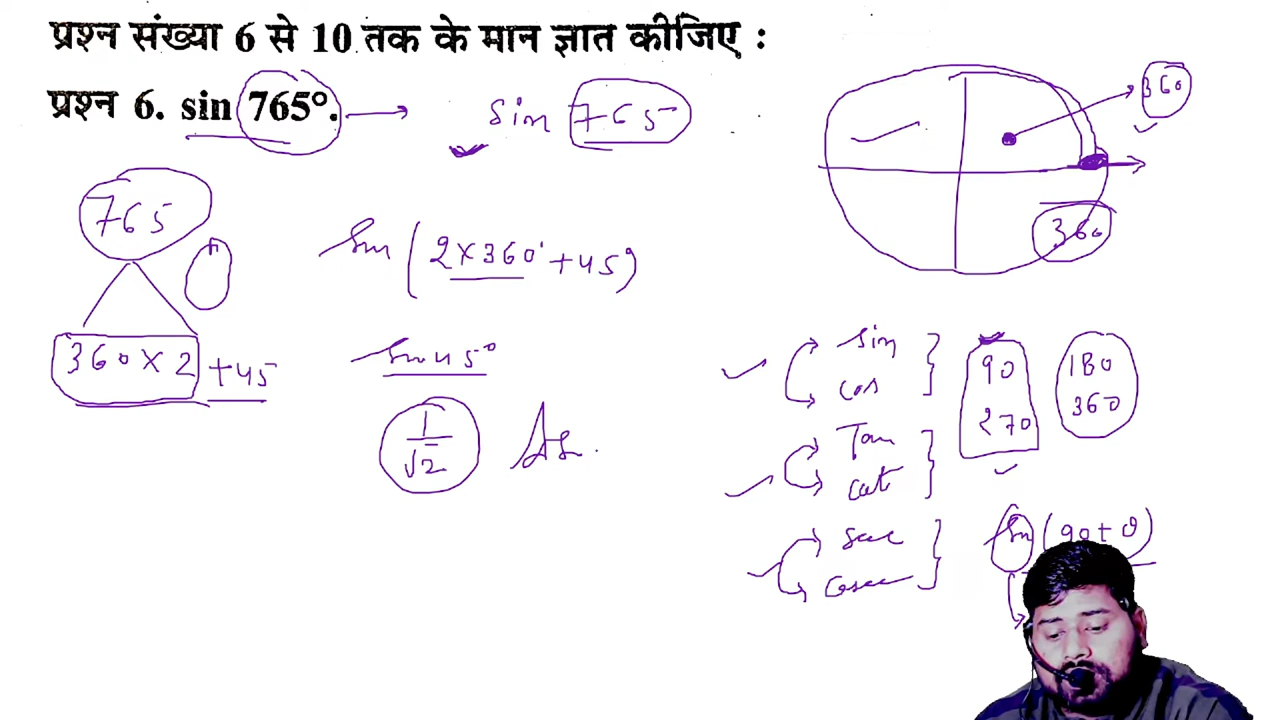 प्रश्न संख्या 6 से 10 तक के मान ज्ञात कीजिए :
प्रश्न 6. sin 765°. → sin 765
360
360
765
360 × 2 + 45
sin (2 × 360° + 45)
sin 45°
1/√2 Ans.
sin
cos
90
270
180
360
Tan
cot
sec
cosec
sin (90 + θ)